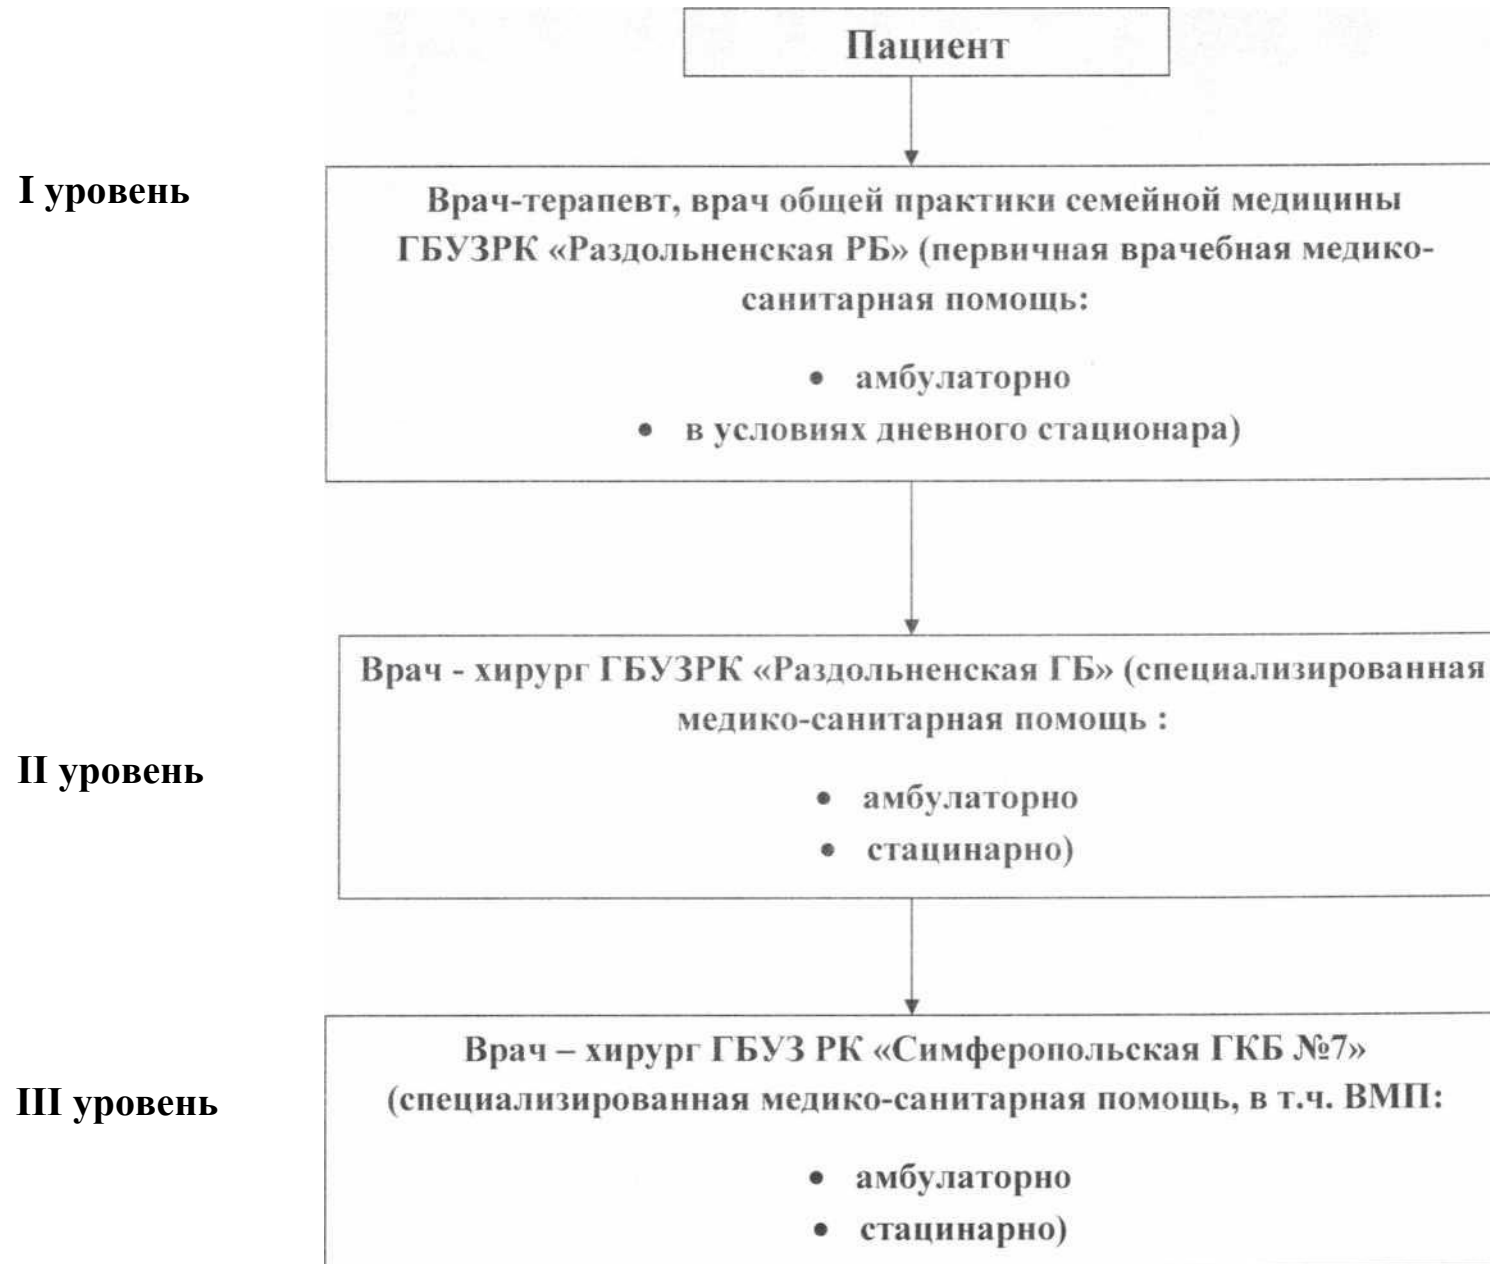 Пациент
I уровень
Врач-терапевт, врач общей практики семейной медицины
ГБУЗРК «Раздольненская РБ» (первичная врачебная медико-
санитарная помощь:
• амбулаторно
• в условиях дневного стационара)
Врач - хирург ГБУЗРК «Раздольненская ГБ» (специализированная
медико-санитарная помощь :
II уровень
• амбулаторно
• стацинарно)
Врач – хирург ГБУЗ РК «Симферопольская ГКБ №7»
III уровень
(специализированная медико-санитарная помощь, в т.ч. ВМП:
• амбулаторно
• стацинарно)